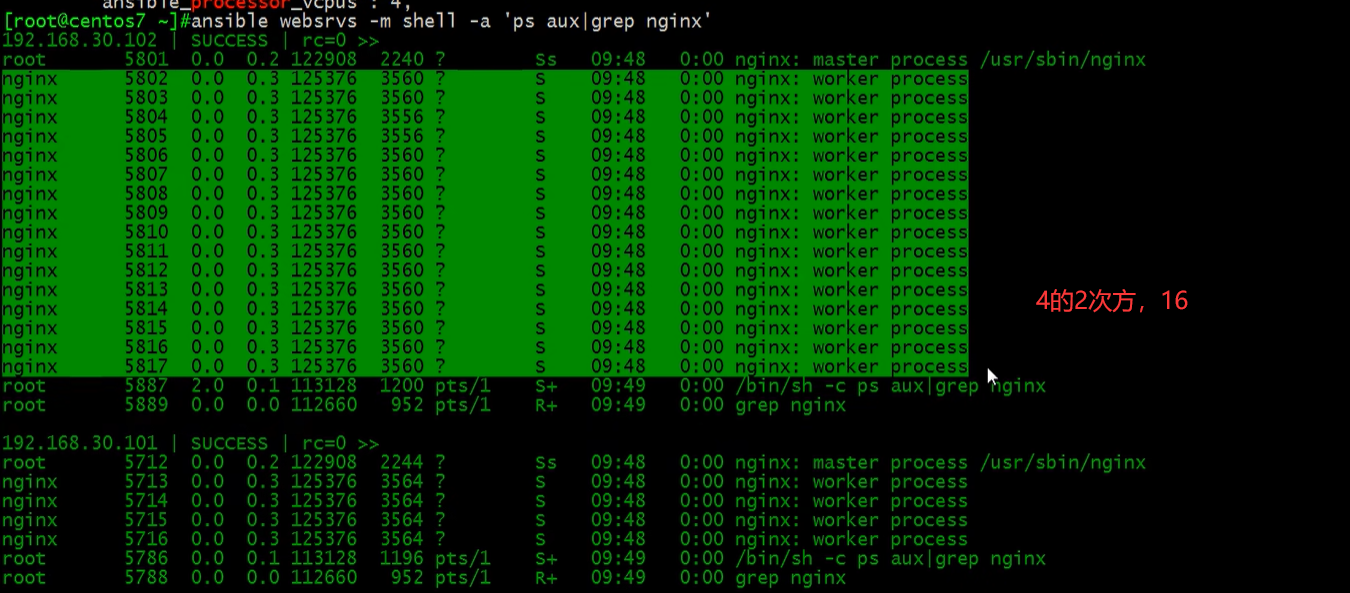 ansible_processor_vcpus : 4,
[root@centos7 ~]#ansible websrvs -m shell -a 'ps aux|grep nginx'
192.168.30.102 | SUCCESS | rc=0 >>
root 5801 0.0 0.2 122908 2240 ? Ss 09:48 0:00 nginx: master process /usr/sbin/nginx
nginx 5802 0.0 0.3 125376 3560 ? S 09:48 0:00 nginx: worker process
nginx 5803 0.0 0.3 125376 3560 ? S 09:48 0:00 nginx: worker process
nginx 5804 0.0 0.3 125376 3556 ? S 09:48 0:00 nginx: worker process
nginx 5805 0.0 0.3 125376 3556 ? S 09:48 0:00 nginx: worker process
nginx 5806 0.0 0.3 125376 3560 ? S 09:48 0:00 nginx: worker process
nginx 5807 0.0 0.3 125376 3560 ? S 09:48 0:00 nginx: worker process
nginx 5808 0.0 0.3 125376 3560 ? S 09:48 0:00 nginx: worker process
nginx 5809 0.0 0.3 125376 3560 ? S 09:48 0:00 nginx: worker process
nginx 5810 0.0 0.3 125376 3560 ? S 09:48 0:00 nginx: worker process
nginx 5811 0.0 0.3 125376 3560 ? S 09:48 0:00 nginx: worker process
nginx 5812 0.0 0.3 125376 3560 ? S 09:48 0:00 nginx: worker process
nginx 5813 0.0 0.3 125376 3560 ? S 09:48 0:00 nginx: worker process
4的2次方，16
nginx 5814 0.0 0.3 125376 3560 ? S 09:48 0:00 nginx: worker process
nginx 5815 0.0 0.3 125376 3560 ? S 09:48 0:00 nginx: worker process
nginx 5816 0.0 0.3 125376 3560 ? S 09:48 0:00 nginx: worker process
nginx 5817 0.0 0.3 125376 3560 ? S 09:48 0:00 nginx: worker process
root 5887 2.0 0.1 113128 1200 pts/1 S+ 09:49 0:00 /bin/sh -c ps aux|grep nginx
root 5889 0.0 0.0 112660 952 pts/1 R+ 09:49 0:00 grep nginx
192.168.30.101 | SUCCESS | rc=0 >>
root 5712 0.0 0.2 122908 2244 ? Ss 09:48 0:00 nginx: master process /usr/sbin/nginx
nginx 5713 0.0 0.3 125376 3564 ? S 09:48 0:00 nginx: worker process
nginx 5714 0.0 0.3 125376 3564 ? S 09:48 0:00 nginx: worker process
nginx 5715 0.0 0.3 125376 3564 ? S 09:48 0:00 nginx: worker process
nginx 5716 0.0 0.3 125376 3564 ? S 09:48 0:00 nginx: worker process
root 5786 0.0 0.1 113128 1196 pts/1 S+ 09:49 0:00 /bin/sh -c ps aux|grep nginx
root 5788 0.0 0.0 112660 952 pts/1 R+ 09:49 0:00 grep nginx